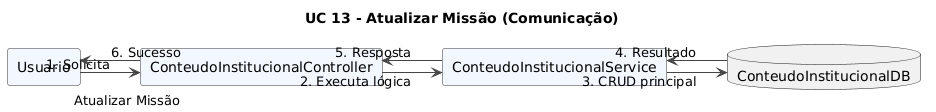 UC 13 - Atualizar Missão (Comunicação)
6. Sucesso
5. Resposta
4. Resultado
Usuário
1. Solicita
ConteudoInstitucionalController
ConteudoInstitucionalService
ConteudoInstitucionalDB
2. Executa lógica
3. CRUD principal
Atualizar Missão